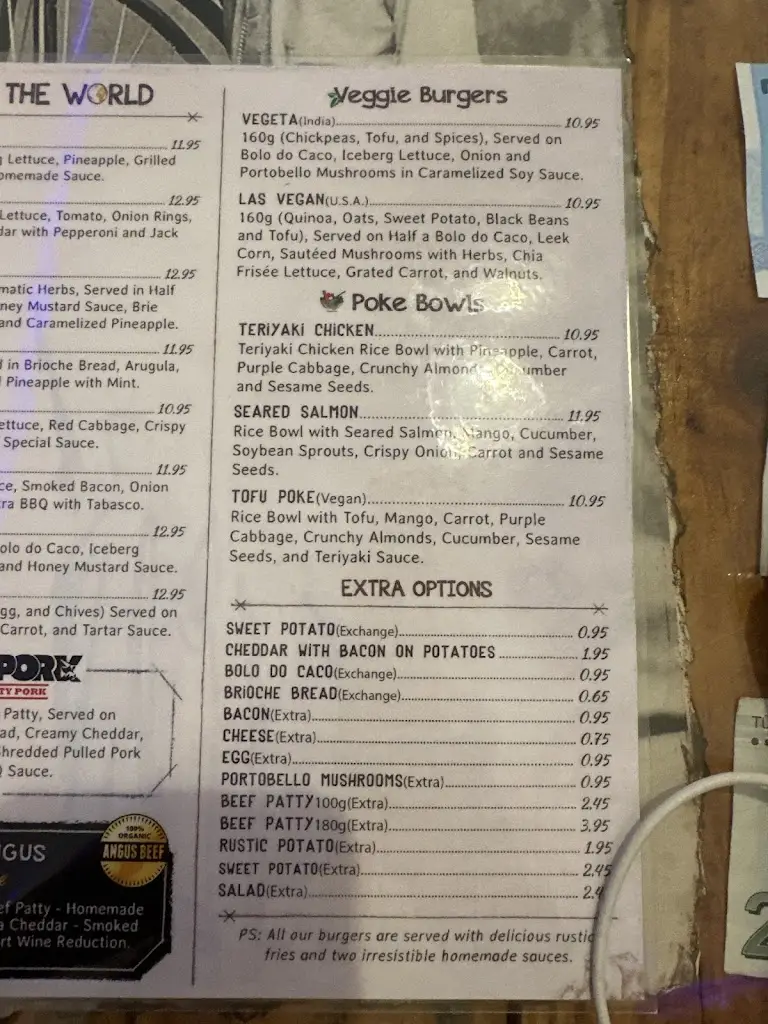 THE WORLD
11.95
Lettuce, Pineapple, Grilled
omemade Sauce.
12.95
Lettuce, Tomato, Onion Rings,
dar with Pepperoni and Jack
12.95
matic Herbs, Served in Half
ney Mustard Sauce, Brie
and Caramelized Pineapple.
11.95
in Brioche Bread, Arugula,
Pineapple with Mint.
10.95
ettuce, Red Cabbage, Crispy
Special Sauce.
11.95
ce, Smoked Bacon, Onion
ra BBQ with Tabasco.
12.95
olo do Caco, Iceberg
and Honey Mustard Sauce.
12.95
gg, and Chives) Served on
Carrot, and Tartar Sauce.
PORK
TY PORK
Patty, Served on
ad, Creamy Cheddar,
Shredded Pulled Pork
Sauce.
100%
ORGANIC
ANGUS BEEF
NGUS
ef Patty - Homemade
a Cheddar - Smoked
rt Wine Reduction.
Veggie Burgers
VEGETA(India) 10.95
160g (Chickpeas, Tofu, and Spices), Served on
Bolo do Caco, Iceberg Lettuce, Onion and
Portobello Mushrooms in Caramelized Soy Sauce.
LAS VEGAN(U.S.A.) 10.95
160g (Quinoa, Oats, Sweet Potato, Black Beans
and Tofu), Served on Half a Bolo do Caco, Leek
Corn, Sautéed Mushrooms with Herbs, Chia
Frisée Lettuce, Grated Carrot, and Walnuts.
Poke Bowls
TERIYAKI CHICKEN 10.95
Teriyaki Chicken Rice Bowl with Pineapple, Carrot,
Purple Cabbage, Crunchy Almond Cucumber
and Sesame Seeds.
SEARED SALMON 11.95
Rice Bowl with Seared Salmon, Mango, Cucumber,
Soybean Sprouts, Crispy Onion, Carrot and Sesame
Seeds.
TOFU POKE(Vegan) 10.95
Rice Bowl with Tofu, Mango, Carrot, Purple
Cabbage, Crunchy Almonds, Cucumber, Sesame
Seeds, and Teriyaki Sauce.
EXTRA OPTIONS
SWEET POTATO(Exchange) 0.95
CHEDDAR WITH BACON ON POTATOES 1.95
BOLO DO CACO(Exchange) 0.95
BRIOCHE BREAD(Exchange) 0.65
BACON(Extra) 0.95
CHEESE(Extra) 0.75
EGG(Extra) 0.95
PORTOBELLO MUSHROOMS(Extra) 0.95
BEEF PATTY100g(Extra) 2.45
BEEF PATTY180g(Extra) 3.95
RUSTIC POTATO(Extra) 1.95
SWEET POTATO(Extra) 2.45
SALAD(Extra) 2.4
PS: All our burgers are served with delicious rustic
fries and two irresistible homemade sauces.